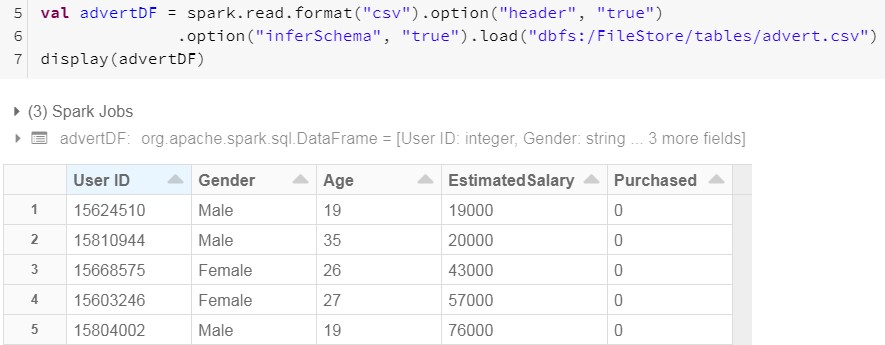 5 val advertDF = spark.read.format("csv").option("header", "true")
6 .option("inferSchema", "true").load("dbfs:/FileStore/tables/advert.csv")
7 display(advertDF)
(3) Spark Jobs
advertDF: org.apache.spark.sql.DataFrame = [User ID: integer, Gender: string ... 3 more fields]
User ID Gender Age EstimatedSalary Purchased
1 15624510 Male 19 19000 0
2 15810944 Male 35 20000 0
3 15668575 Female 26 43000 0
4 15603246 Female 27 57000 0
5 15804002 Male 19 76000 0